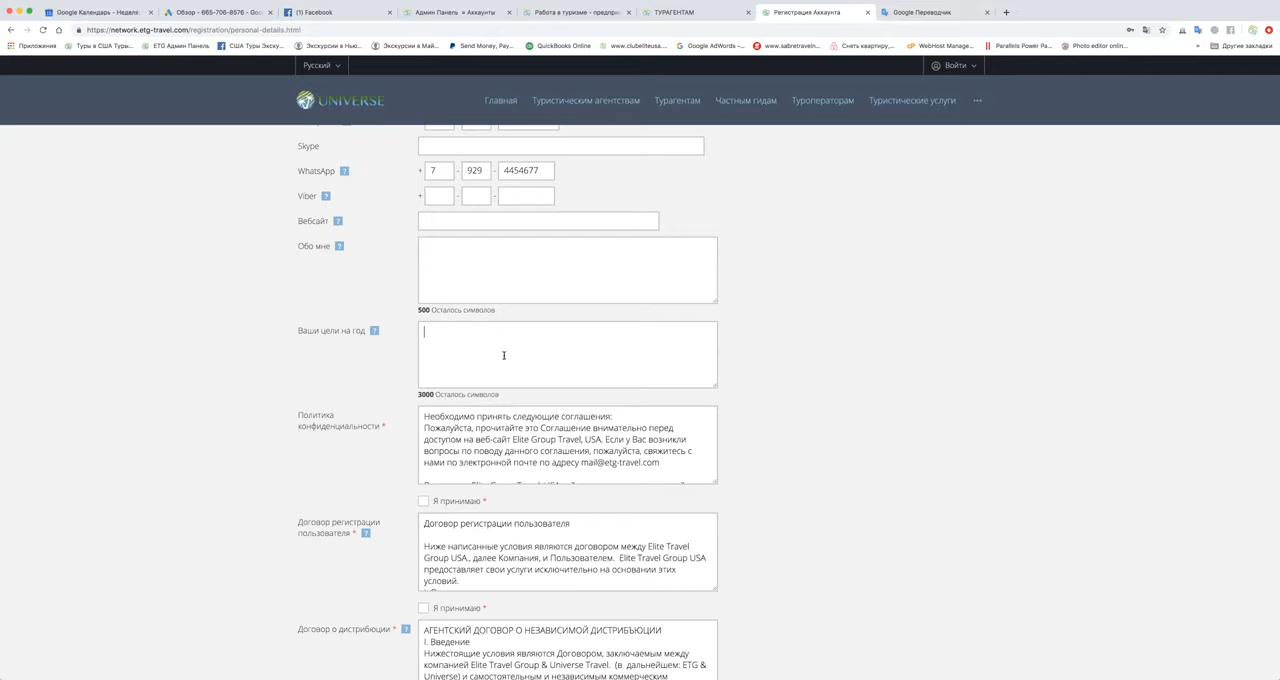 Google Календарь - Неделя
Обзор - 665-706-8576 - Goo
(1) Facebook
Админ Панель » Аккаунты
Работа в туризме - предпр
ТУРАГЕНТАМ
Регистрация Аккаунта
Google Переводчик
https://network.etg-travel.com/registration/personal-details.html
Приложения
Туры в США Туры...
ETG Админ Панель
США Туры Экску...
Экскурсии в Нью...
Экскурсии в Май...
Send Money, Pay...
QuickBooks Online
www.clubeliteusa....
Google AdWords –...
www.sabretraveln...
Снять квартиру,...
WebHost Manage...
Parallels Power Pa...
Photo editor onlin...
»
Другие закладки
Русский
Войти
UNIVERSE
Главная
Туристическим агентствам
Турагентам
Частным гидам
Туроператорам
Туристические услуги
Skype
WhatsApp ?
+ 7 - 929 - 4454677
Viber ?
+ - -
Вебсайт ?
Обо мне ?
500 Осталось символов
Ваши цели на год ?
3000 Осталось символов
Политика
конфиденциальности *
Необходимо принять следующие соглашения:
Пожалуйста, прочитайте это Соглашение внимательно перед
доступом на веб-сайт Elite Group Travel, USA. Если у Вас возникли
вопросы по поводу данного соглашения, пожалуйста, свяжитесь с
нами по электронной почте по адресу mail@etg-travel.com
Я принимаю *
Договор регистрации
пользователя * ?
Договор регистрации пользователя
Ниже написанные условия являются договором между Elite Travel
Group USA., далее Компания, и Пользователем. Elite Travel Group USA
предоставляет свои услуги исключительно на основании этих
условий.
Я принимаю *
Договор о дистрибюции * ?
АГЕНТСКИЙ ДОГОВОР О НЕЗАВИСИМОЙ ДИСТРИБЬЮЦИИ
I. Введение
Нижестоящие условия являются Договором, заключаемым между
компанией Elite Travel Group & Universe Travel. (в дальнейшем: ETG &
Universe) и самостоятельным и независимым коммерческим